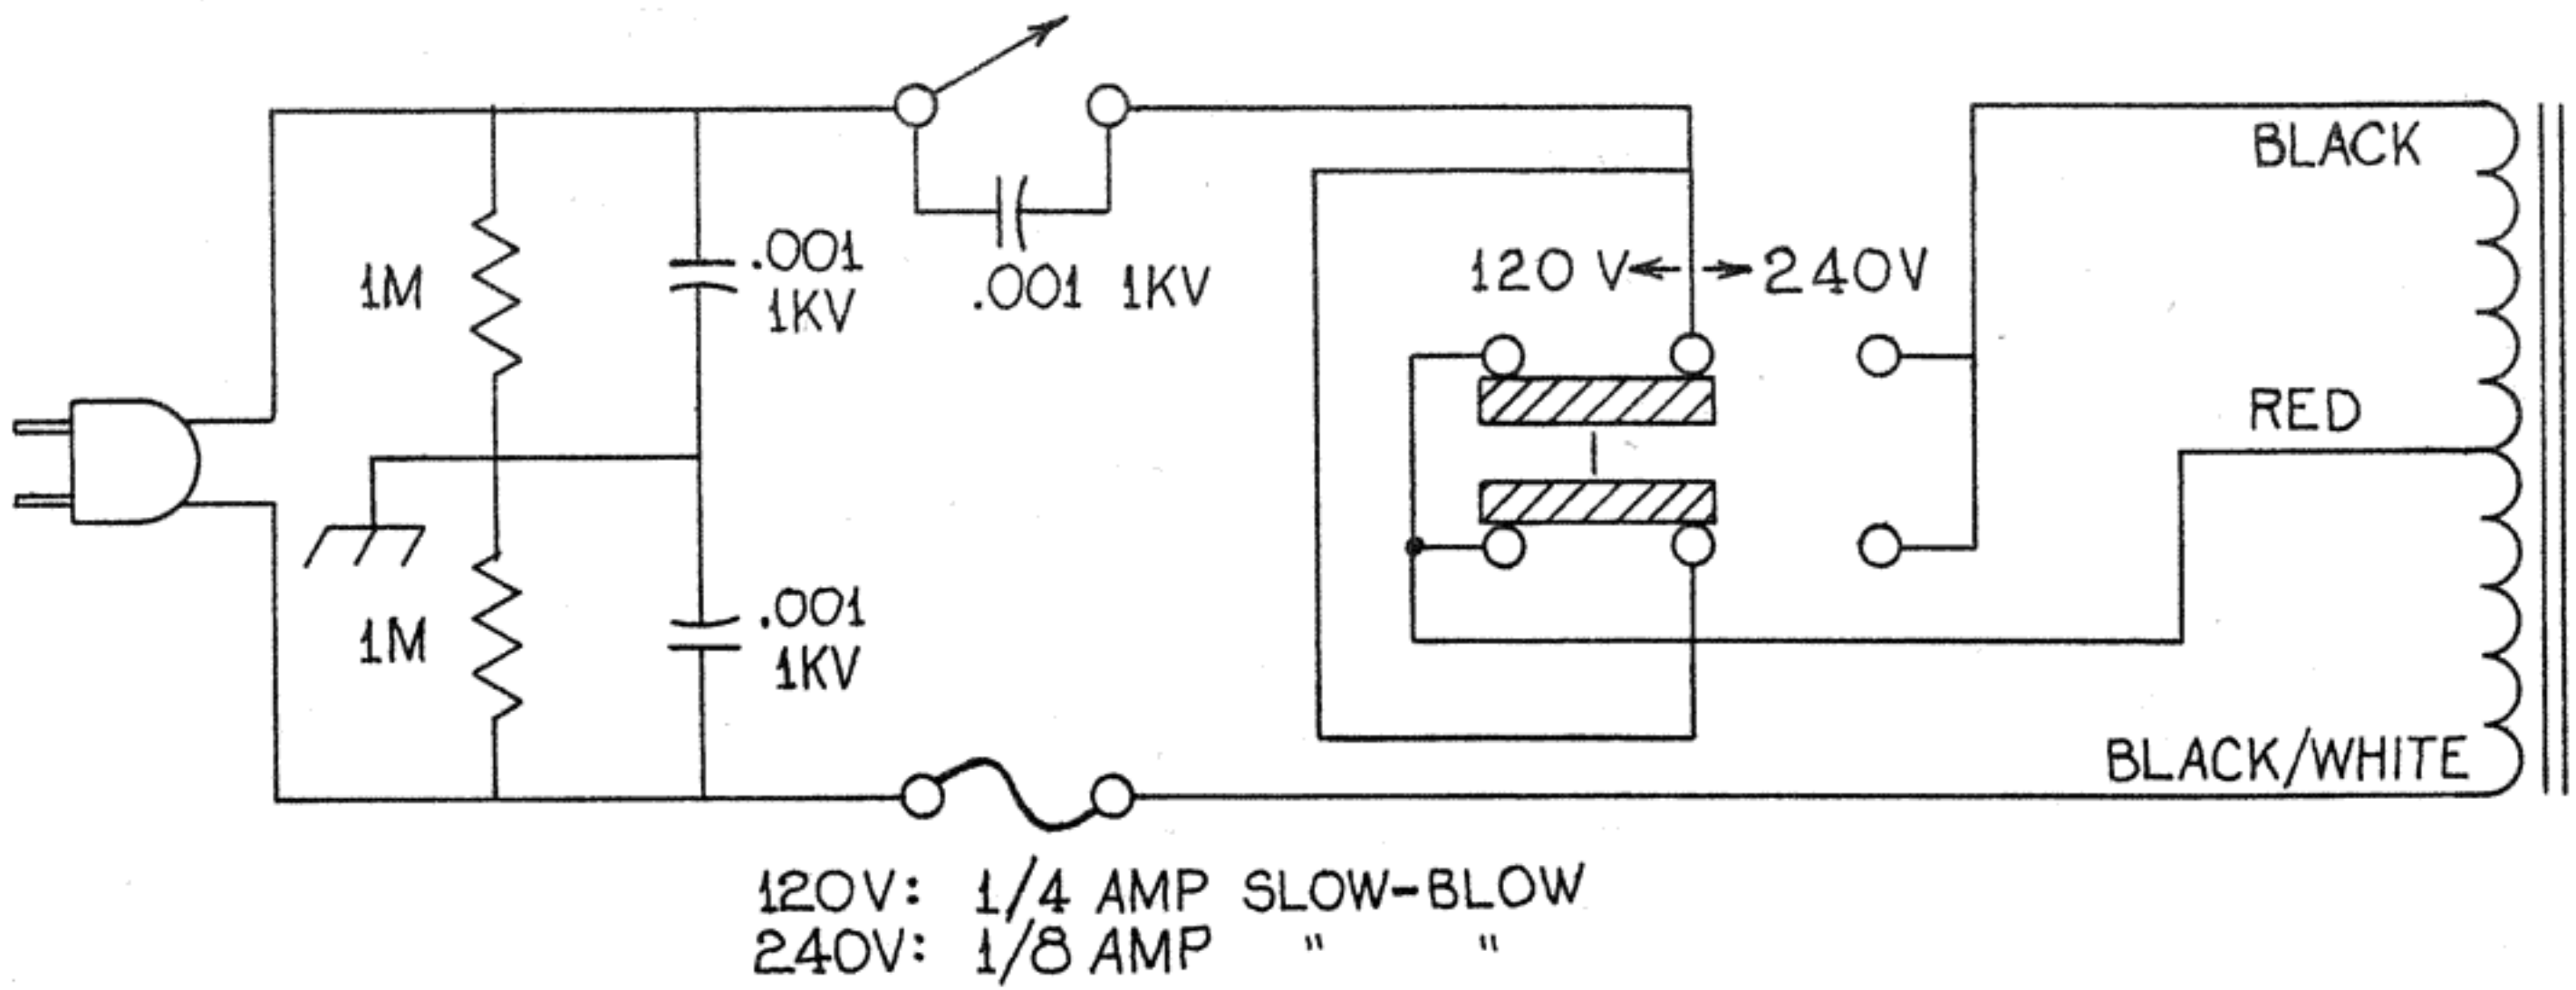 1M
.001
1KV
.001 1KV
120 V
240V
BLACK
RED
1M
.001
1KV
BLACK/WHITE
120V: 1/4 AMP SLOW-BLOW
240V: 1/8 AMP " "